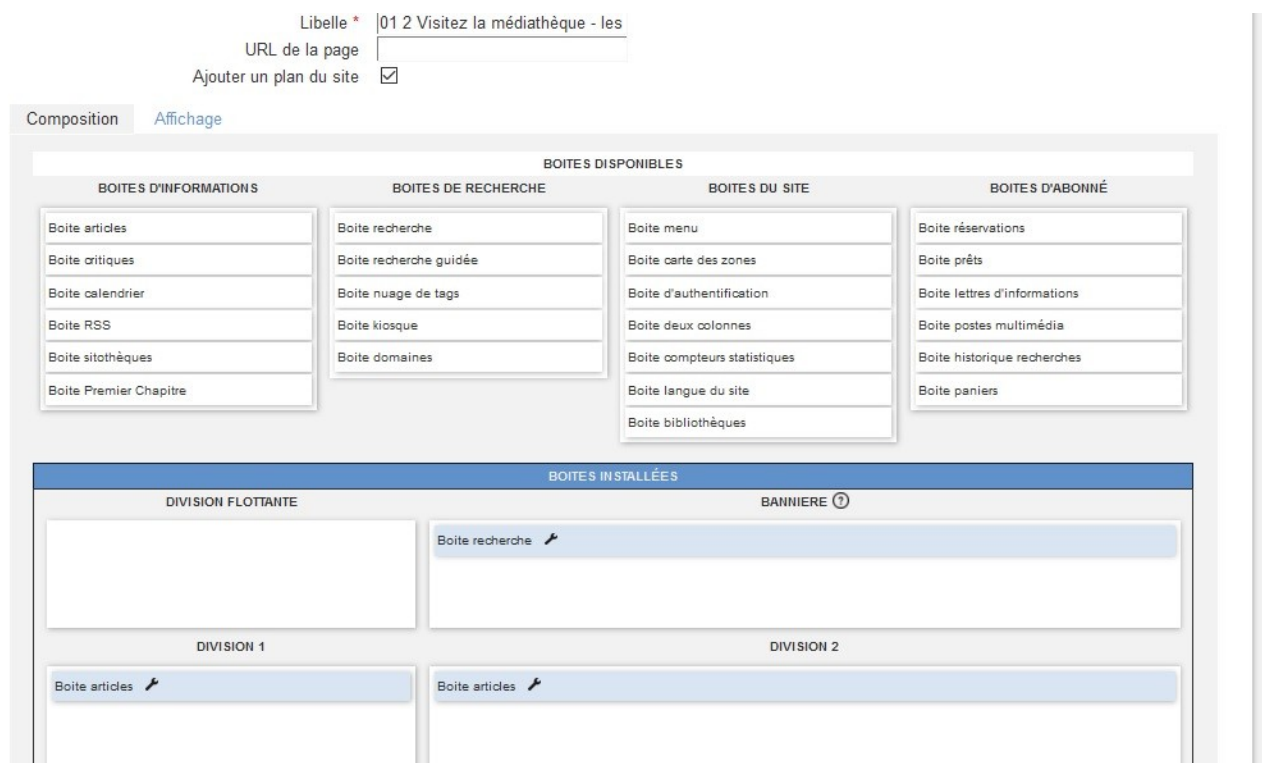 Libelle * 01 2 Visitez la médiathèque - les
URL de la page
Ajouter un plan du site
Composition Affichage
BOITES DISPONIBLES
BOITES D'INFORMATIONS BOITES DE RECHERCHE BOITES DU SITE BOITES D'ABONNÉ
Boite articles Boite recherche Boite menu Boite réservations
Boite critiques Boite recherche guidée Boite carte des zones Boite prêts
Boite calendrier Boite nuage de tags Boite d'authentification Boite lettres d'informations
Boite RSS Boite kiosque Boite deux colonnes Boite postes multimédia
Boite sitothèques Boite domaines Boite compteurs statistiques Boite historique recherches
Boite Premier Chapitre Boite langue du site Boite paniers
Boite bibliothèques
BOITES INSTALLÉES
DIVISION FLOTTANTE BANNIERE ?
Boite recherche
DIVISION 1 DIVISION 2
Boite articles Boite articles